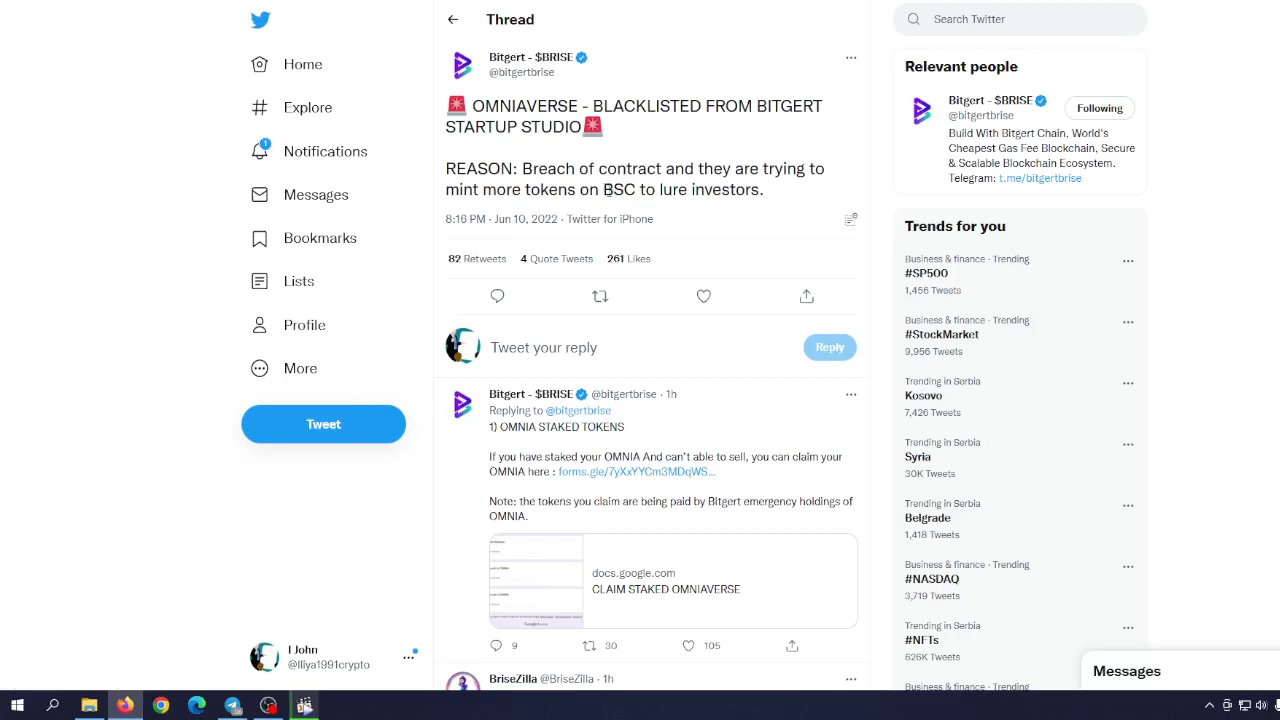 Home
Explore
1
Notifications
Messages
Bookmarks
Lists
Profile
More
Tweet
I John
@Iliya1991crypto
Thread
Bitgert - $BRISE
@bitgertbrise
🚨 OMNIAVERSE - BLACKLISTED FROM BITGERT
STARTUP STUDIO🚨
REASON: Breach of contract and they are trying to
mint more tokens on BSC to lure investors.
8:16 PM · Jun 10, 2022 · Twitter for iPhone
82 Retweets 4 Quote Tweets 261 Likes
Tweet your reply
Reply
Bitgert - $BRISE @bitgertbrise · 1h
Replying to @bitgertbrise
1) OMNIA STAKED TOKENS
If you have staked your OMNIA And can't able to sell, you can claim your
OMNIA here : forms.gle/7yXxYYCm3MDqWS...
Note: the tokens you claim are being paid by Bitgert emergency holdings of
OMNIA.
docs.google.com
CLAIM STAKED OMNIAVERSE
9 30 105
BriseZilla @BriseZilla · 1h
Search Twitter
Relevant people
Bitgert - $BRISE
@bitgertbrise
Following
Build With Bitgert Chain, World's
Cheapest Gas Fee Blockchain, Secure
& Scalable Blockchain Ecosystem.
Telegram: t.me/bitgertbrise
Trends for you
Business & finance · Trending
#SP500
1,456 Tweets
Business & finance · Trending
#StockMarket
9,956 Tweets
Trending in Serbia
Kosovo
7,426 Tweets
Trending in Serbia
Syria
30K Tweets
Trending in Serbia
Belgrade
1,418 Tweets
Business & finance · Trending
#NASDAQ
3,719 Tweets
Trending in Serbia
#NFTs
626K Tweets
Business & finance · Trending
Messages